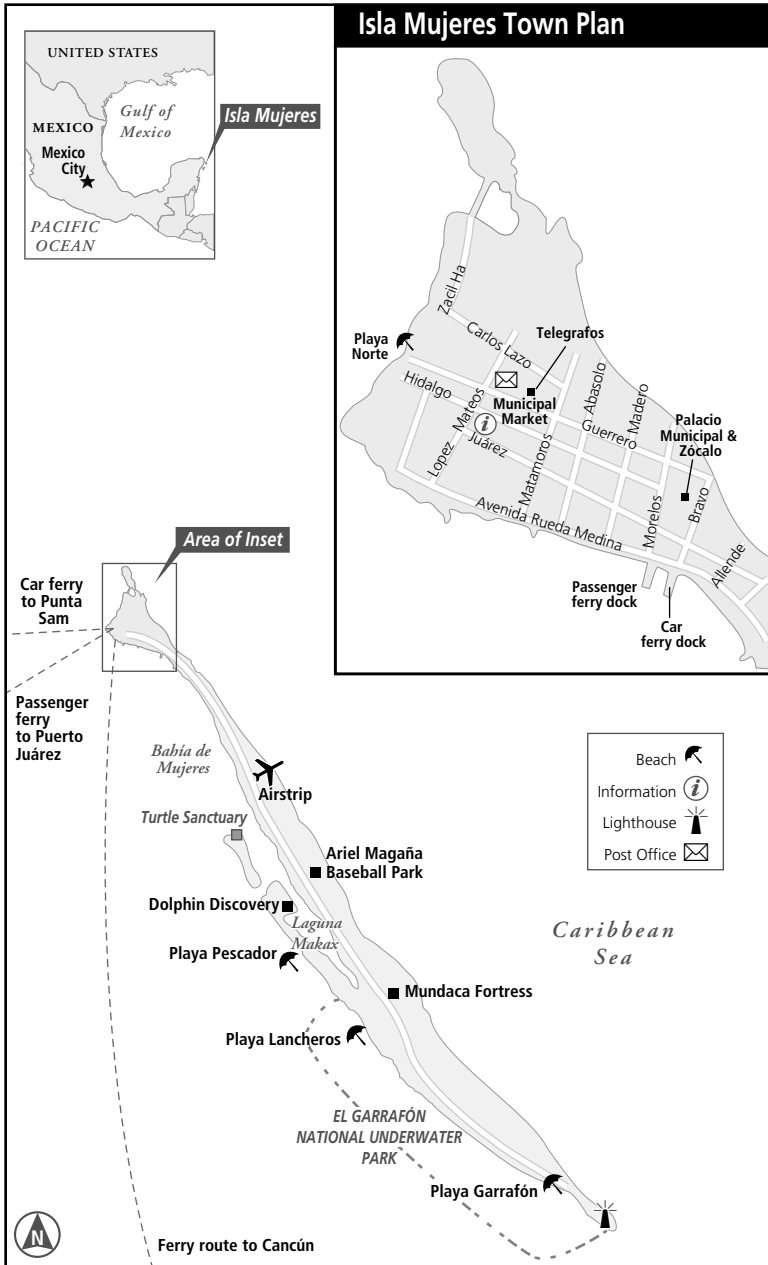 Isla Mujeres Town Plan
UNITED STATES
Gulf of
Mexico
Isla Mujeres
MEXICO
Mexico
City
PACIFIC
OCEAN
Zacil Ha
Carlos Lazo
Telegrafos
Playa
Norte
Hidalgo
Mateos
Lopez
Municipal
Market
i
Juárez
Matamoros
Abasolo
Guerrero
Madero
Palacio
Municipal &
Zócalo
Avenida Rueda Medina
Morelos
Bravo
Allende
Passenger
ferry dock
Car
ferry dock
Area of Inset
Car ferry
to Punta
Sam
Passenger
ferry
to Puerto
Juárez
Bahía de
Mujeres
Airstrip
Turtle Sanctuary
Ariel Magaña
Baseball Park
Dolphin Discovery
Laguna
Makax
Playa Pescador
Mundaca Fortress
Playa Lancheros
Beach
Information i
Lighthouse
Post Office
Caribbean
Sea
EL GARRAFÓN
NATIONAL UNDERWATER
PARK
Playa Garrafón
N
Ferry route to Cancún